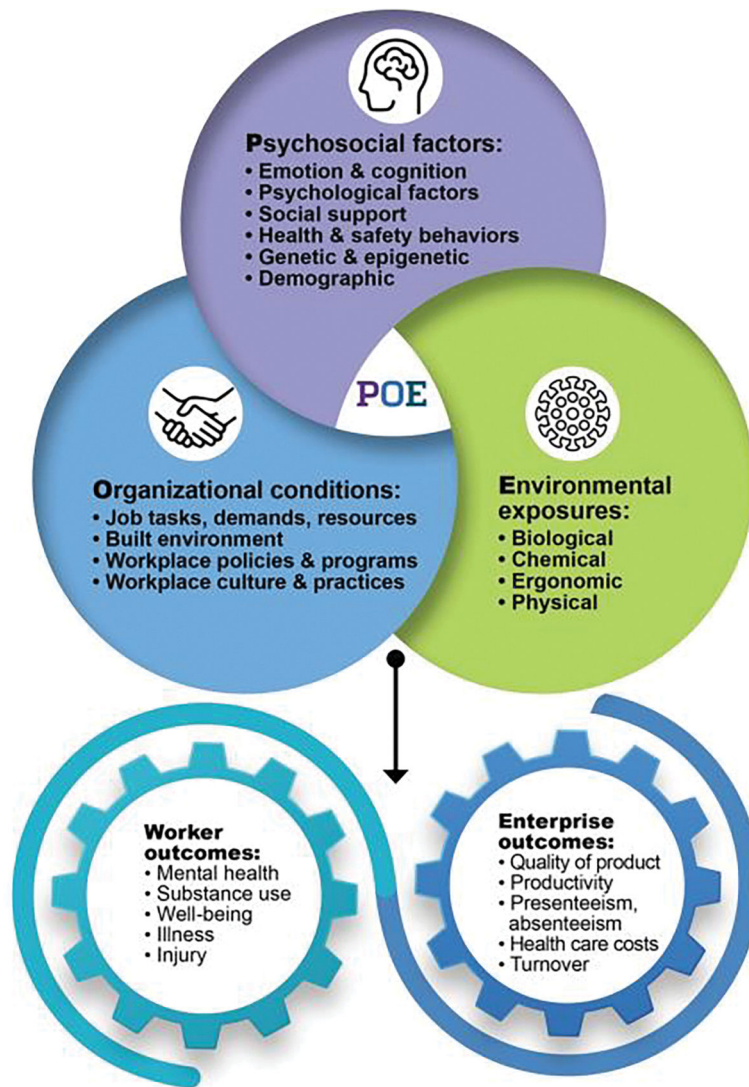 Psychosocial factors:
• Emotion & cognition
• Psychological factors
• Social support
• Health & safety behaviors
• Genetic & epigenetic
• Demographic
POE
Organizational conditions:
• Job tasks, demands, resources
• Built environment
• Workplace policies & programs
• Workplace culture & practices
Environmental
exposures:
• Biological
• Chemical
• Ergonomic
• Physical
Worker
outcomes:
• Mental health
• Substance use
• Well-being
• Illness
• Injury
Enterprise
outcomes:
• Quality of product
• Productivity
• Presenteeism,
absenteeism
• Health care costs
• Turnover